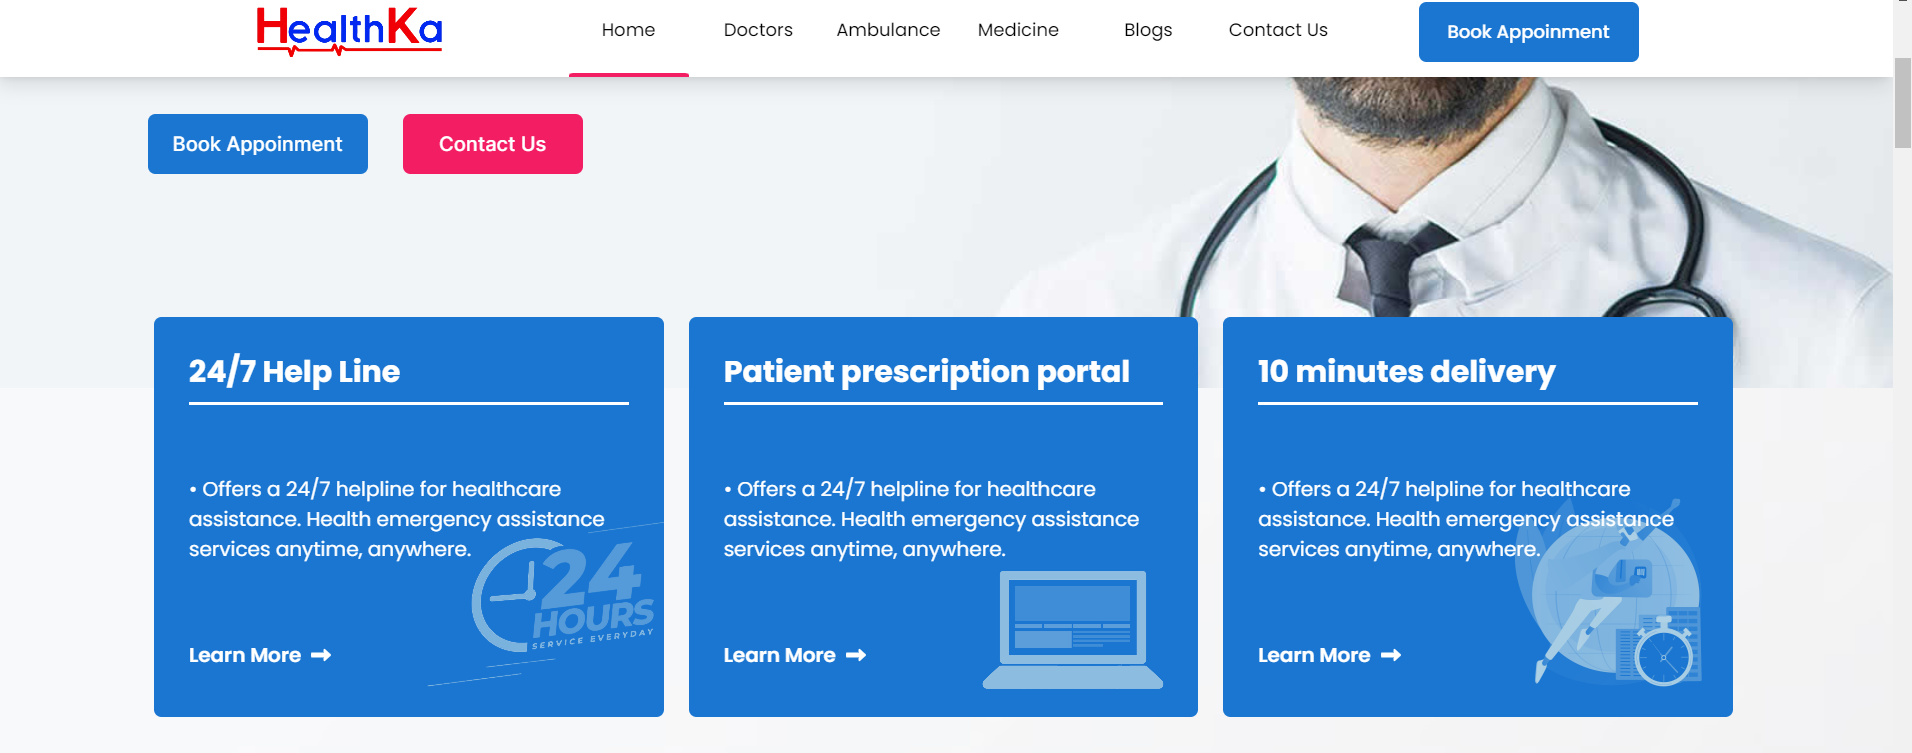 HealthKa
Home Doctors Ambulance Medicine Blogs Contact Us Book Appoinment
Book Appoinment Contact Us
24/7 Help Line
• Offers a 24/7 helpline for healthcare
assistance. Health emergency assistance
services anytime, anywhere.
24
HOURS
SERVICE EVERYDAY
Learn More
Patient prescription portal
• Offers a 24/7 helpline for healthcare
assistance. Health emergency assistance
services anytime, anywhere.
Learn More
10 minutes delivery
• Offers a 24/7 helpline for healthcare
assistance. Health emergency assistance
services anytime, anywhere.
Learn More